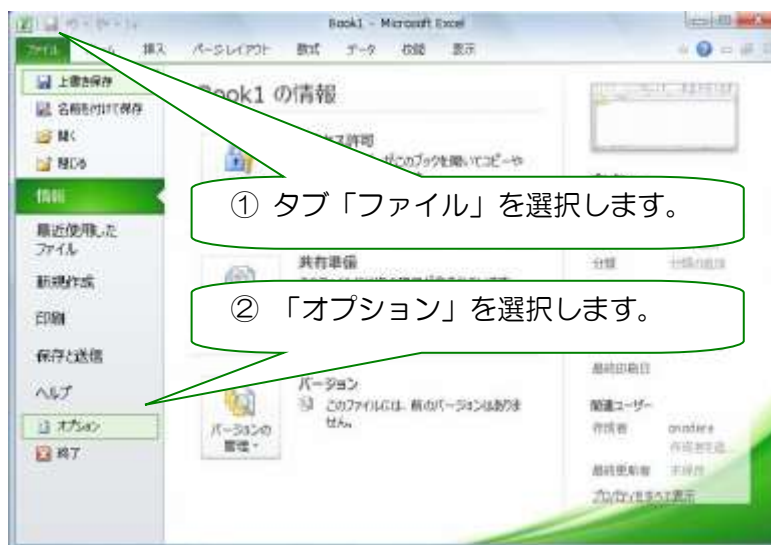 Book1 - Microsoft Excel
ファイル 挿入 ページレイアウト 数式 データ 校閲 表示
上書き保存
名前を付けて保存
開く
閉じる
情報
最近使用した
ファイル
新規作成
印刷
保存と送信
ヘルプ
オプション
終了
Book1 の情報
① タブ「ファイル」を選択します。
共有準備
② 「オプション」を選択します。
バージョンの
管理
バージョン
このファイルには、前のバージョンはありま
せん。
分類
最終印刷日
関連ユーザー
作成者
最終更新者
プロパティをすべて表示